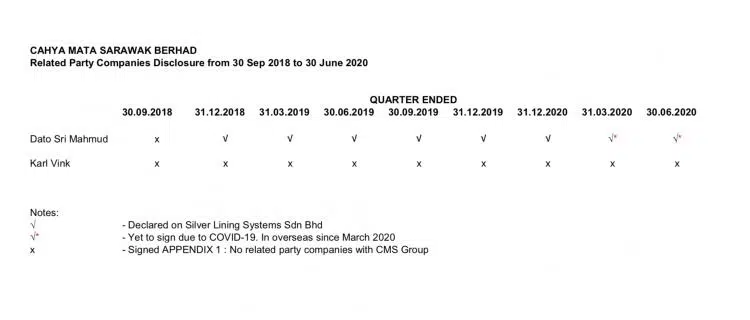 CAHYA MATA SARAWAK BERHAD
Related Party Companies Disclosure from 30 Sep 2018 to 30 June 2020
QUARTER ENDED
30.09.2018 31.12.2018 31.03.2019 30.06.2019 30.09.2019 31.12.2019 31.12.2020 31.03.2020 30.06.2020
Dato Sri Mahmud x √ √ √ √ √ √ √* √*
Karl Vink x x x x x x x x x
Notes:
√ - Declared on Silver Lining Systems Sdn Bhd
√* - Yet to sign due to COVID-19. In overseas since March 2020
x - Signed APPENDIX 1 : No related party companies with CMS Group